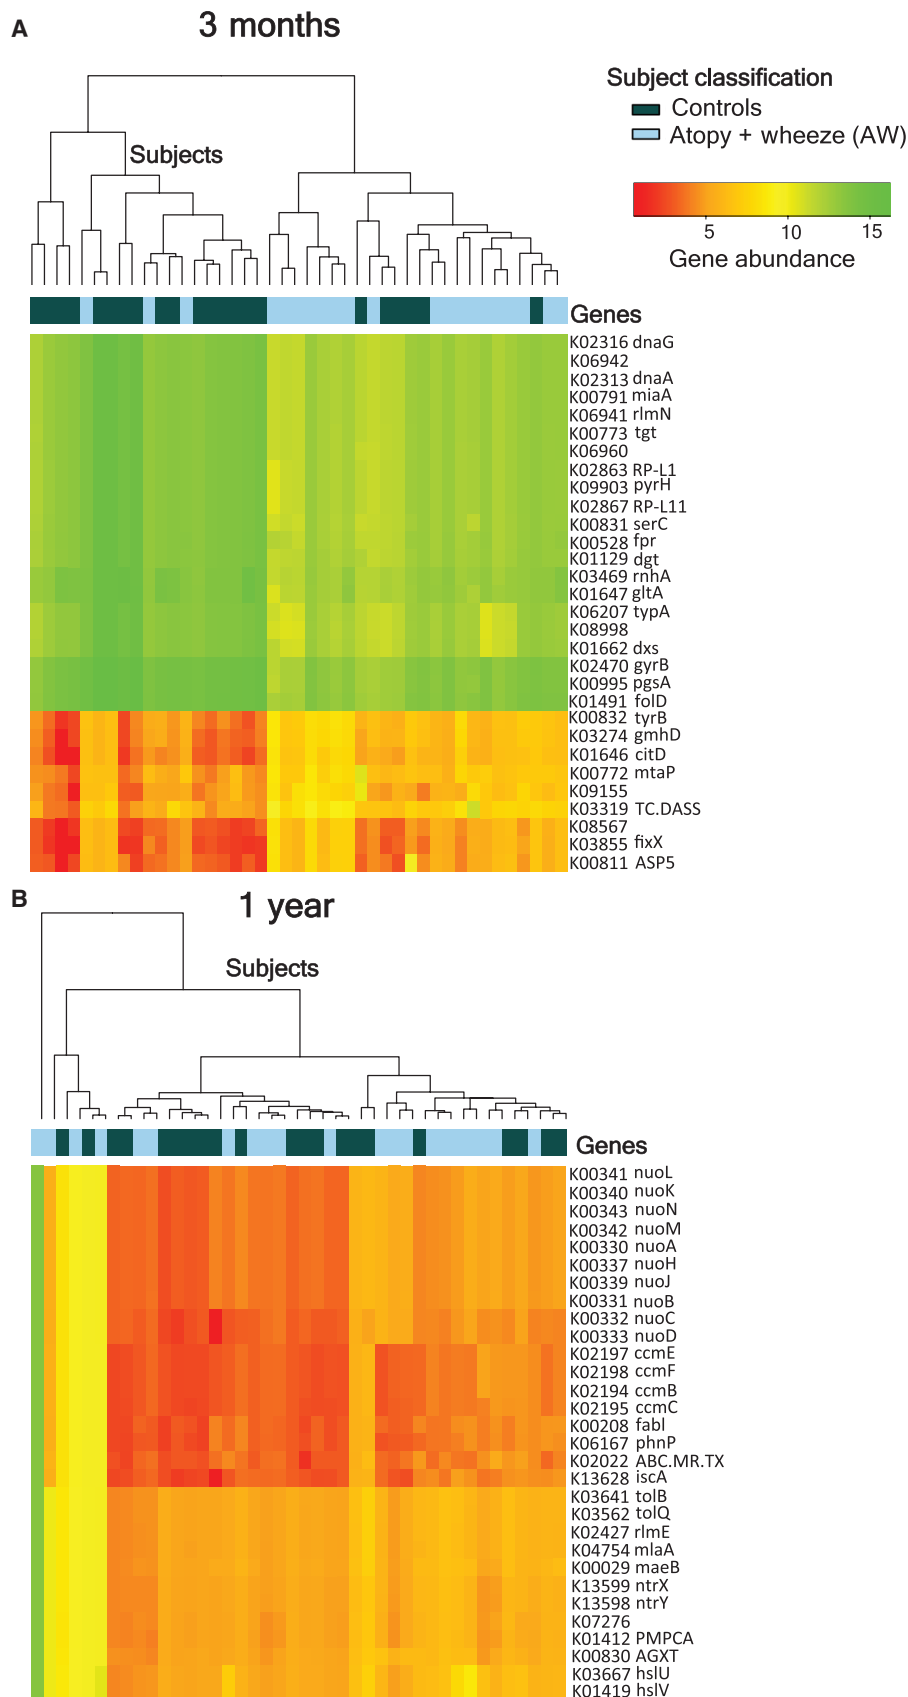 A
3 months
Subject classification
Controls
Atopy + wheeze (AW)
Subjects
5 10 15
Gene abundance
Genes
K02316 dnaG
K06942
K02313 dnaA
K00791 miaA
K06941 rlmN
K00773 tgt
K06960
K02863 RP-L1
K09903 pyrH
K02867 RP-L11
K00831 serC
K00528 fpr
K01129 dgt
K03469 rnhA
K01647 gltA
K06207 typA
K08998
K01662 dxs
K02470 gyrB
K00995 pgsA
K01491 folD
K00832 tyrB
K03274 gmhD
K01646 citD
K00772 mtaP
K09155
K03319 TC.DASS
K08567
K03855 fixX
K00811 ASP5
B
1 year
Subjects
Genes
K00341 nuoL
K00340 nuoK
K00343 nuoN
K00342 nuoM
K00330 nuoA
K00337 nuoH
K00339 nuoJ
K00331 nuoB
K00332 nuoC
K00333 nuoD
K02197 ccmE
K02198 ccmF
K02194 ccmB
K02195 ccmC
K00208 fabI
K06167 phnP
K02022 ABC.MR.TX
K13628 iscA
K03641 tolB
K03562 tolQ
K02427 rlmE
K04754 mlaA
K00029 maeB
K13599 ntrX
K13598 ntrY
K07276
K01412 PMPCA
K00830 AGXT
K03667 hslU
K01419 hslV